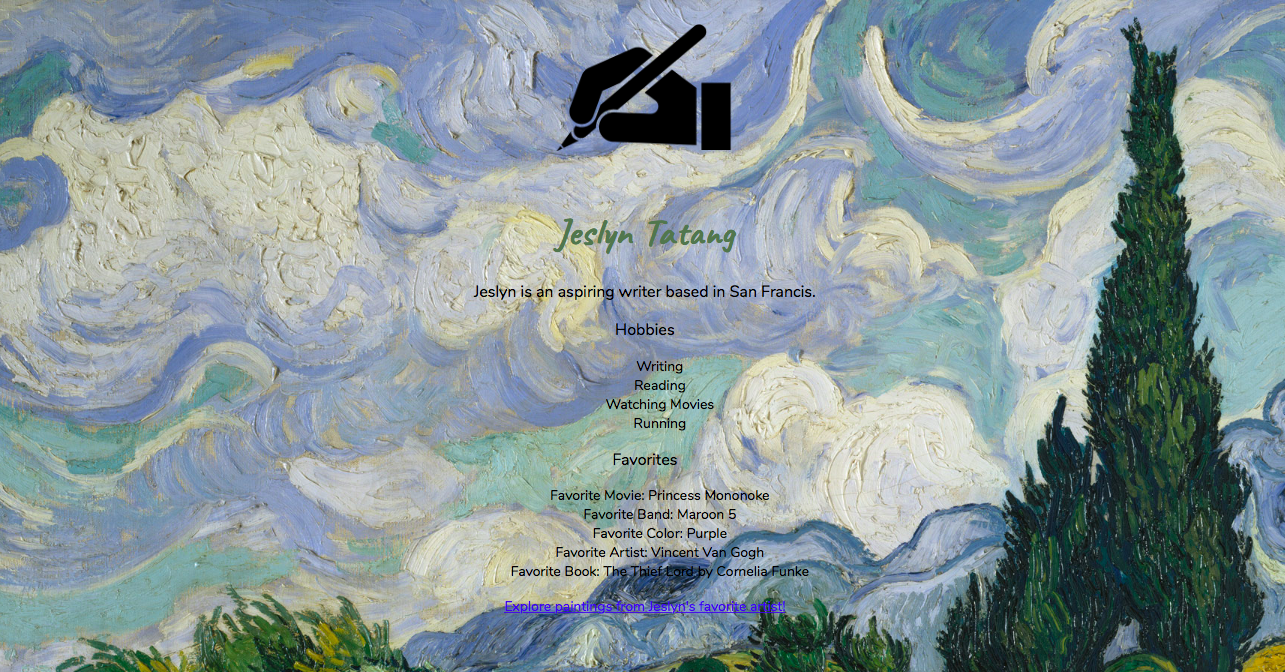 Jeslyn Tatang
Jeslyn is an aspiring writer based in San Francis.
Hobbies
Writing
Reading
Watching Movies
Running
Favorites
Favorite Movie: Princess Mononoke
Favorite Band: Maroon 5
Favorite Color: Purple
Favorite Artist: Vincent Van Gogh
Favorite Book: The Thief Lord by Cornelia Funke
Explore paintings from Jeslyn's favorite artist!